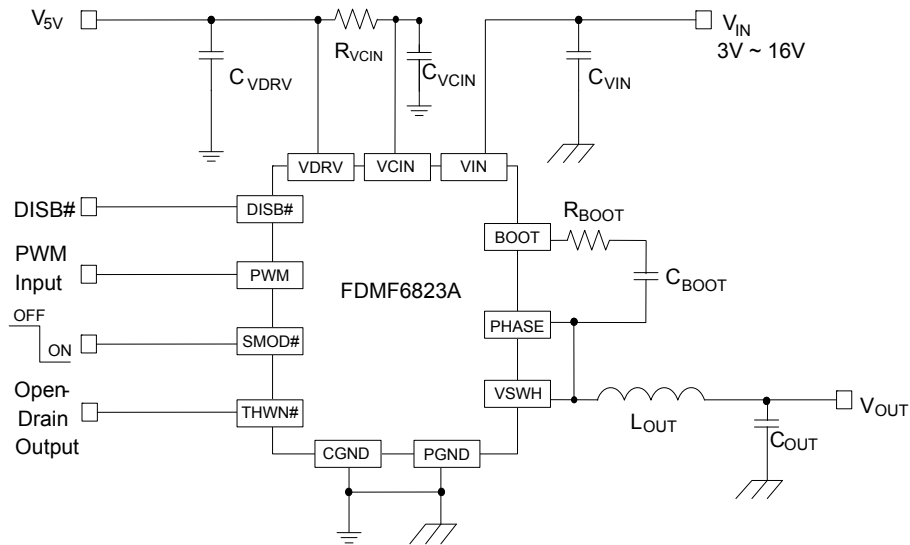 V5V
RVCIN
CVDRV
CVCIN
CVIN
VIN
3V ~ 16V
VDRV
VCIN
VIN
DISB#
DISB#
PWM
Input
PWM
OFF
ON
SMOD#
Open-
Drain
Output
THWN#
FDMF6823A
BOOT
RBOOT
CBOOT
PHASE
VSWH
LOUT
VOUT
COUT
CGND
PGND